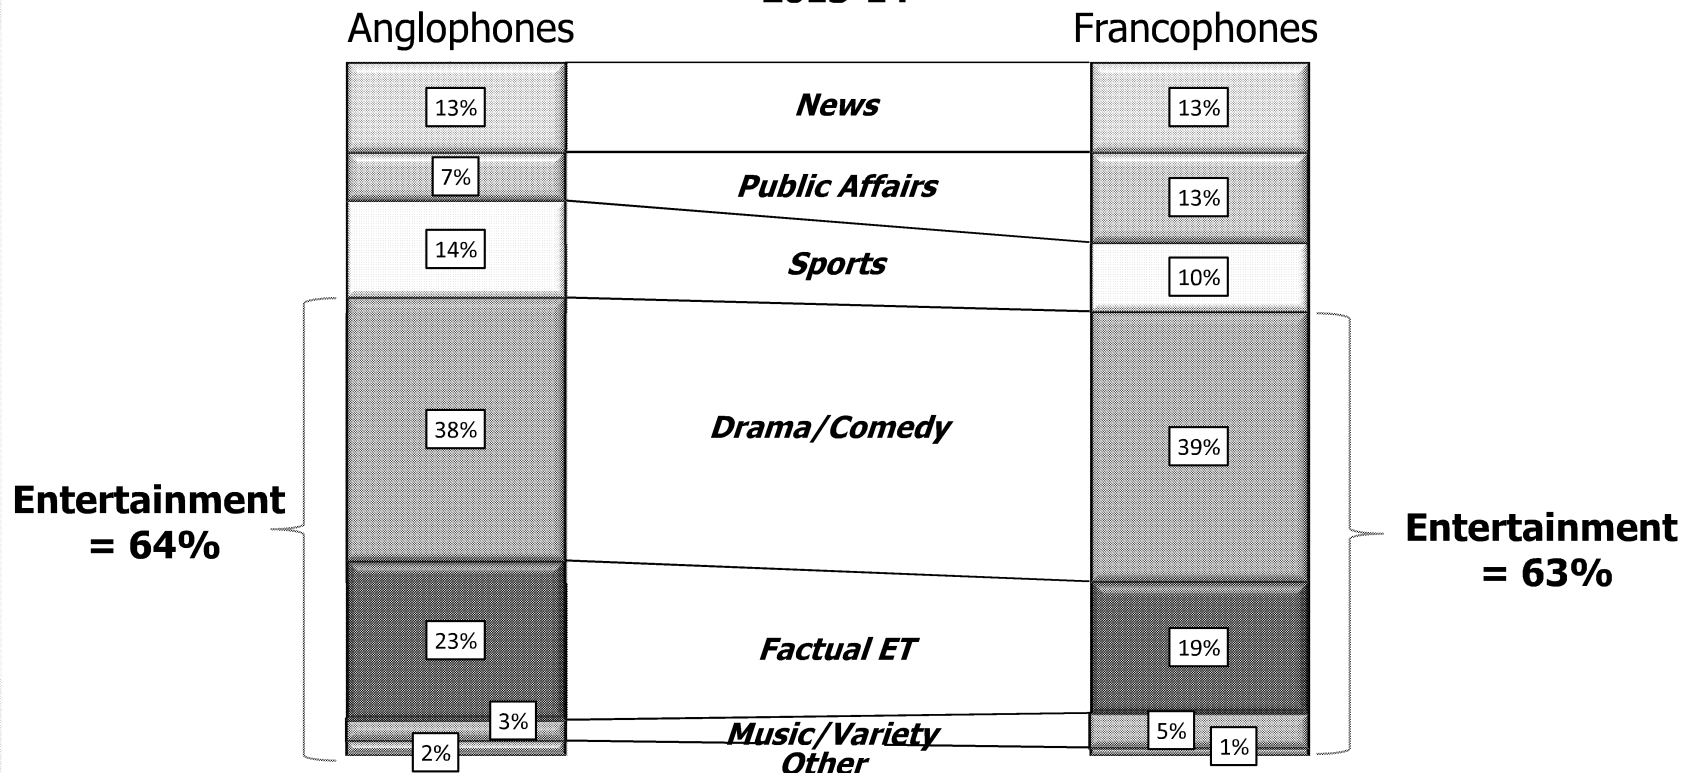 Anglophones
Francophones
13%
News
13%
7%
Public Affairs
13%
14%
Sports
10%
38%
Drama/Comedy
39%
Entertainment
= 64%
Entertainment
= 63%
23%
Factual ET
19%
3%
Music/Variety
5%
2%
Other
1%